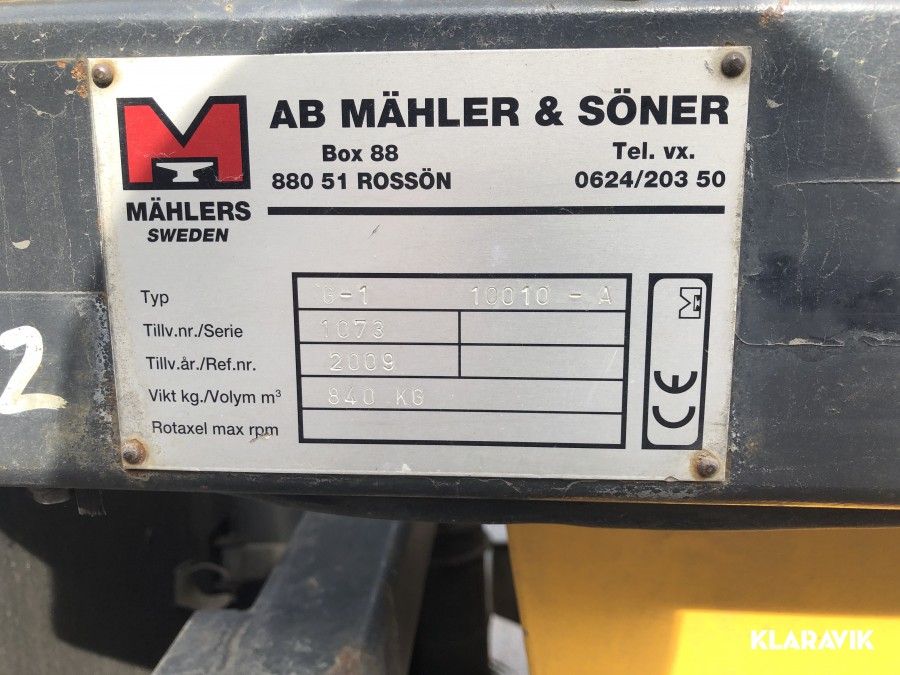 AB MÄHLER & SÖNER
Box 88 Tel. vx.
880 51 ROSSÖN 0624/203 50
MÄHLERS
SWEDEN
Typ G-1 10010 - A
Tillv.nr./Serie 1073
Tillv.år./Ref.nr. 2009
Vikt kg./Volym m³ 840 KG
Rotaxel max rpm
CE
2
KLARAVIK